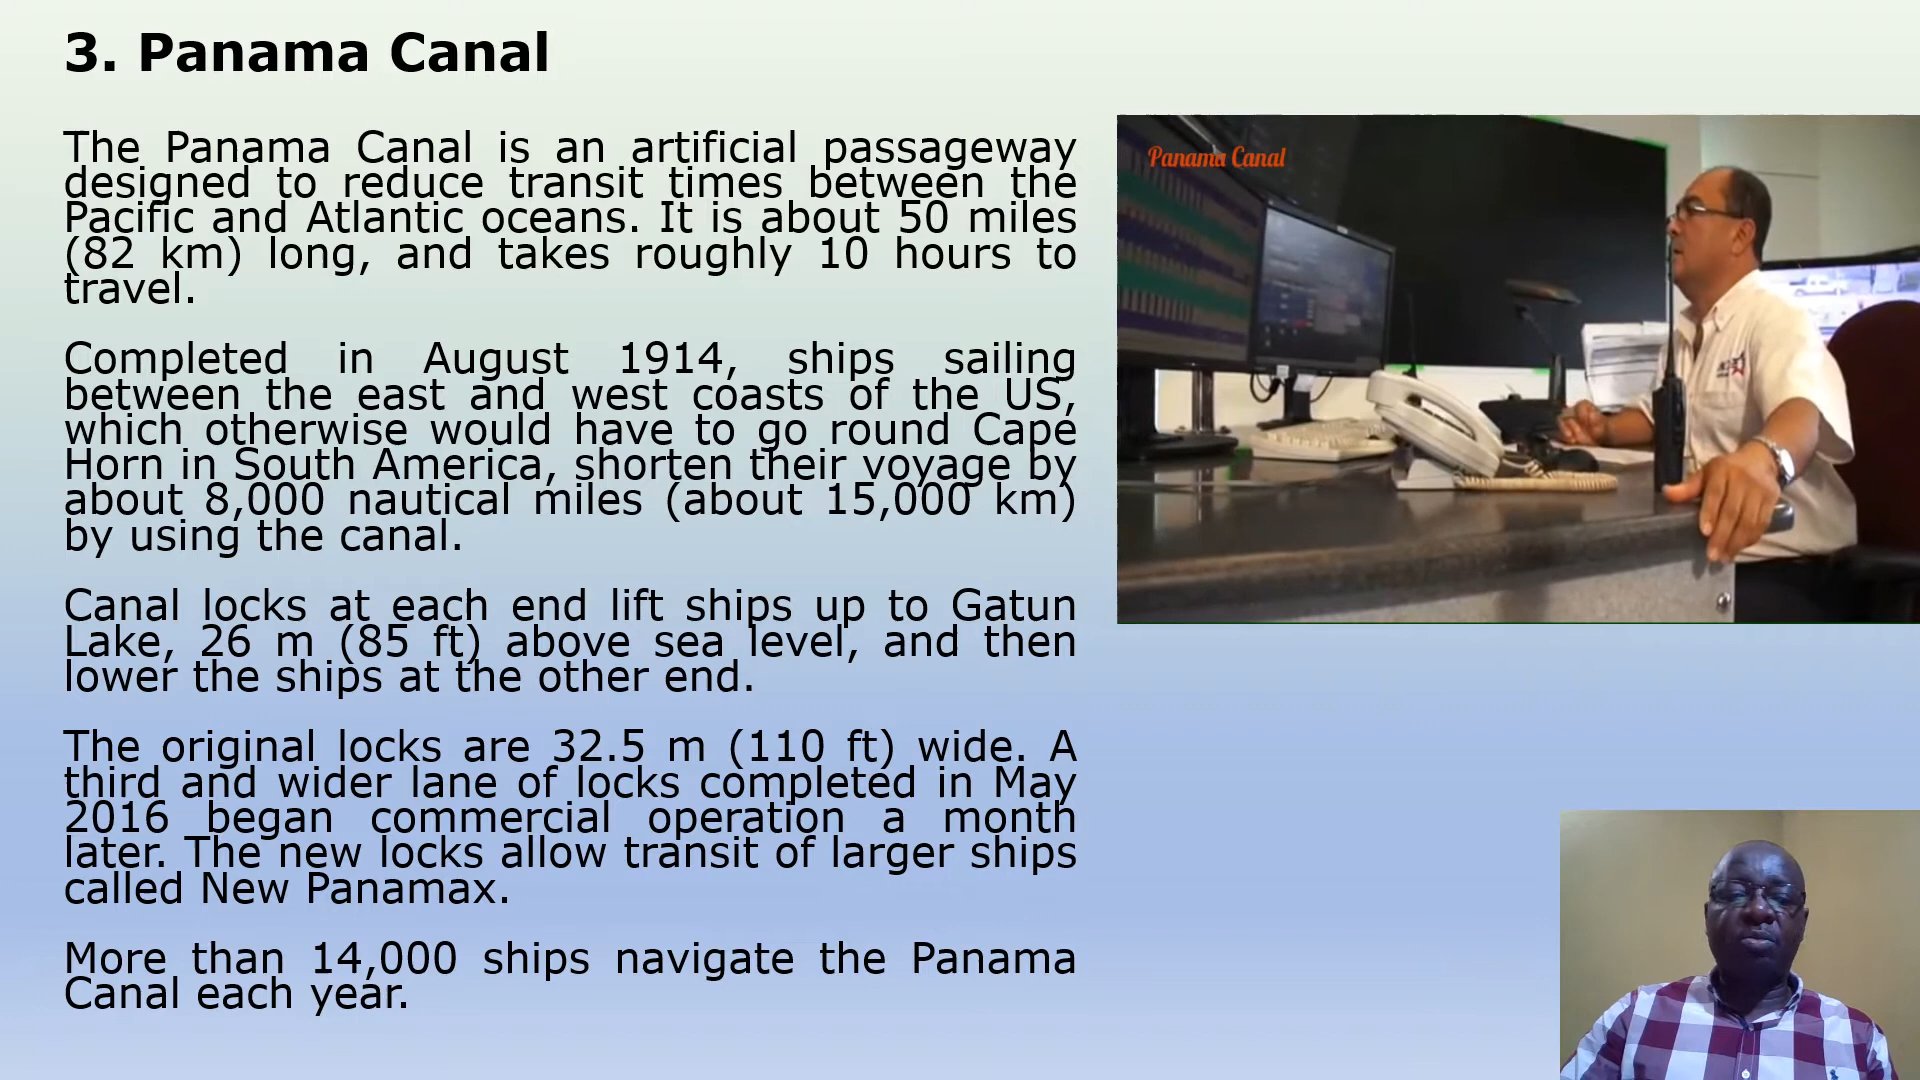 3. Panama Canal
The Panama Canal is an artificial passageway
designed to reduce transit times between the
Pacific and Atlantic oceans. It is about 50 miles
(82 km) long, and takes roughly 10 hours to
travel.
Completed in August 1914, ships sailing
between the east and west coasts of the US,
which otherwise would have to go round Cape
Horn in South America, shorten their voyage by
about 8,000 nautical miles (about 15,000 km)
by using the canal.
Canal locks at each end lift ships up to Gatun
Lake, 26 m (85 ft) above sea level, and then
lower the ships at the other end.
The original locks are 32.5 m (110 ft) wide. A
third and wider lane of locks completed in May
2016 began commercial operation a month
later. The new locks allow transit of larger ships
called New Panamax.
More than 14,000 ships navigate the Panama
Canal each year.
Panama Canal